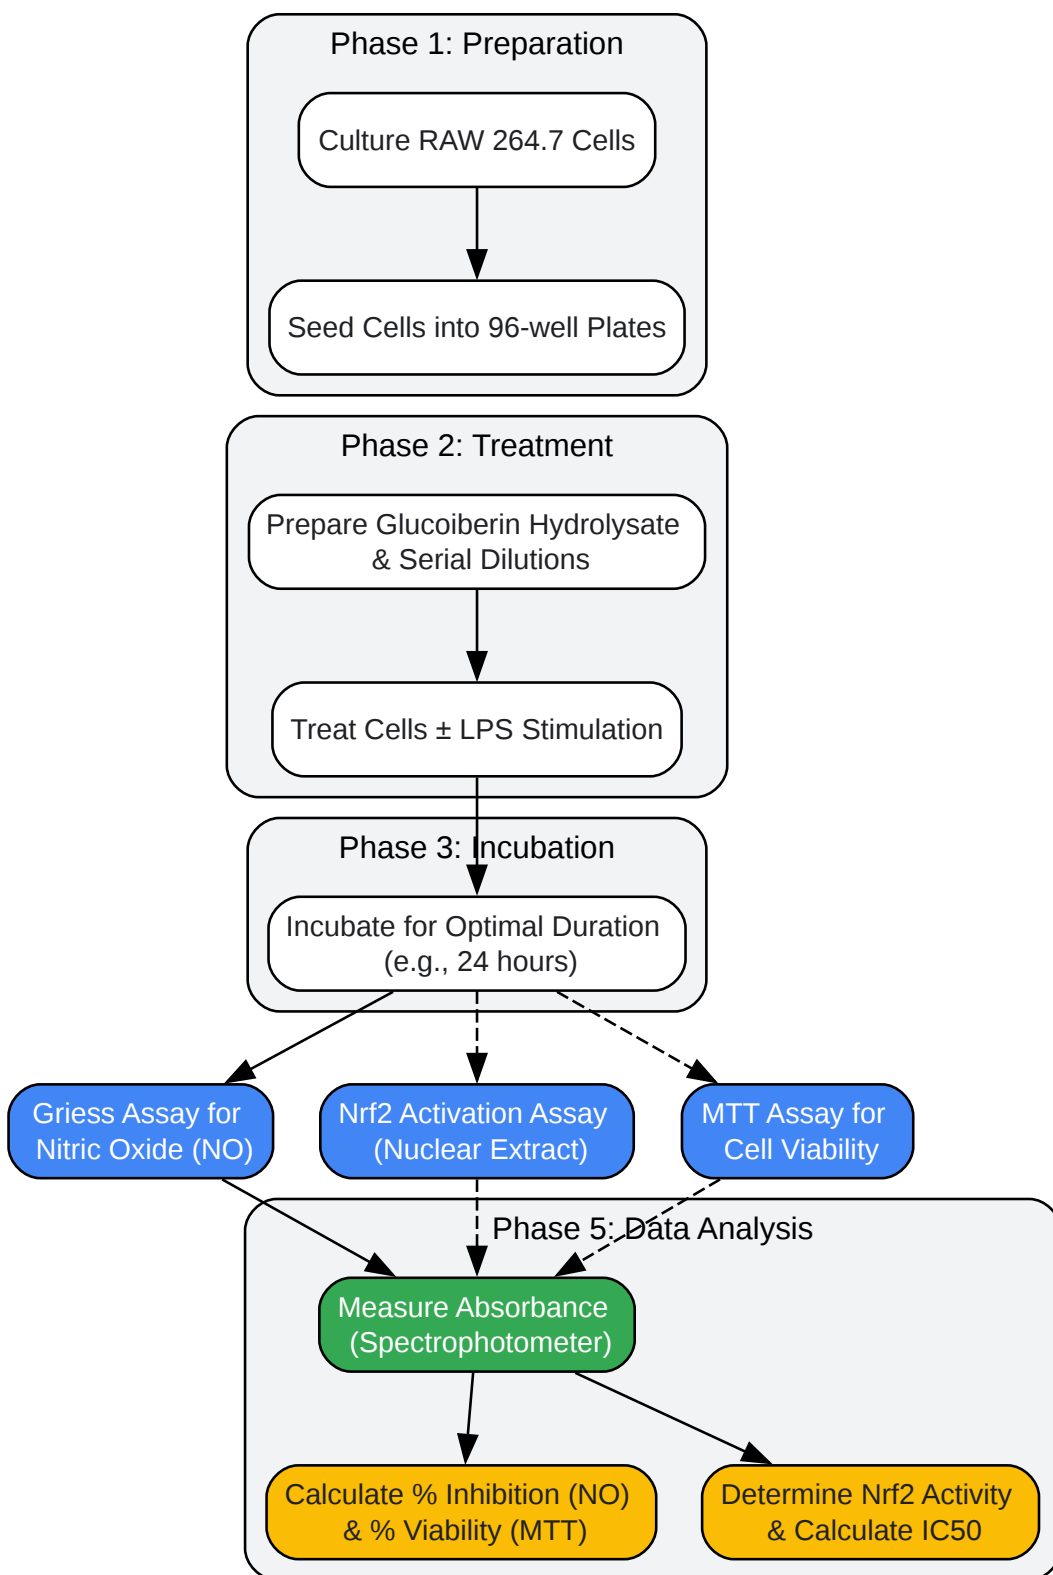 Phase 1: Preparation
Culture RAW 264.7 Cells
Seed Cells into 96-well Plates
Phase 2: Treatment
Prepare Glucoiberin Hydrolysate
& Serial Dilutions
Treat Cells ± LPS Stimulation
Phase 3: Incubation
Incubate for Optimal Duration
(e.g., 24 hours)
Griess Assay for
Nitric Oxide (NO)
Nrf2 Activation Assay
(Nuclear Extract)
MTT Assay for
Cell Viability
Phase 5: Data Analysis
Measure Absorbance
(Spectrophotometer)
Calculate % Inhibition (NO)
& % Viability (MTT)
Determine Nrf2 Activity
& Calculate IC50